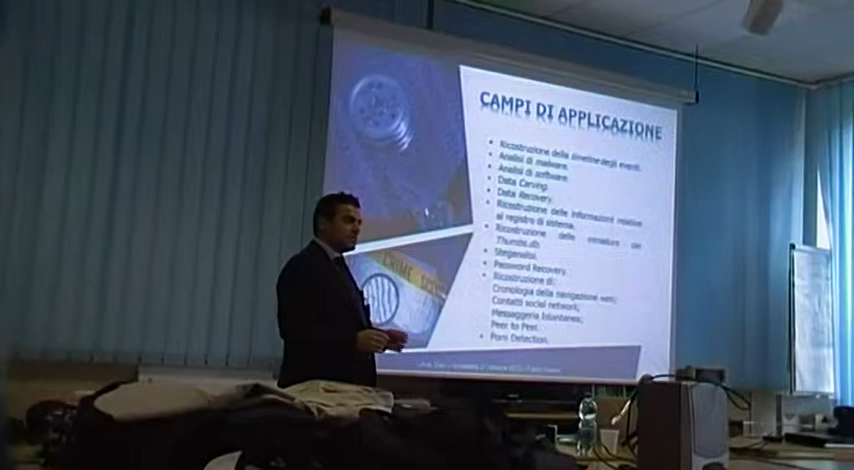 CAMPI DI APPLICAZIONE
• Ricostruzione della timeline degli eventi.
• Analisi di malware.
• Analisi di software.
• Data Carving.
• Data Recovery.
• Ricostruzione delle informazioni relative
al registro di sistema.
• Ricostruzione delle miniature dei
Thumbs.db
• Steganalisi.
• Password Recovery.
• Ricostruzione di:
Cronologia della navigazione web;
Contatti social network;
Messaggeria Istantanea;
Peer to Peer.
• Porn Detection.
CRIME